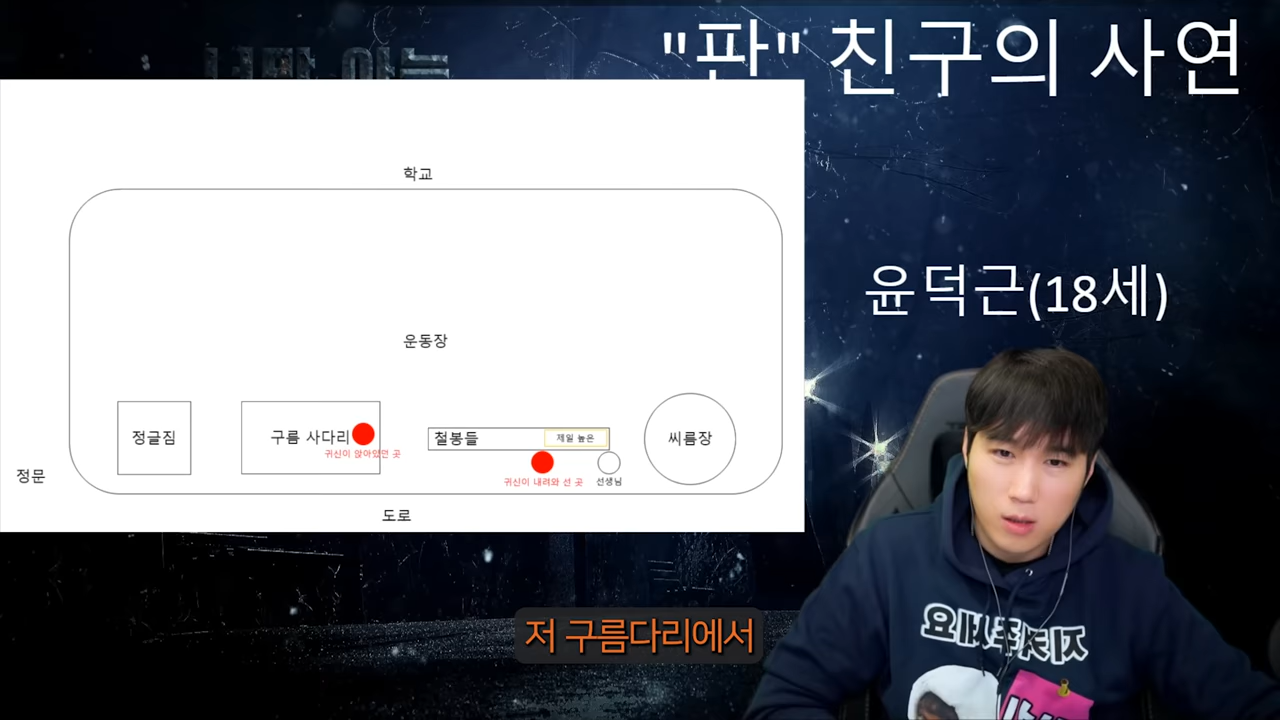 "판" 친구의 사연
학교
윤덕근(18세)
운동장
정글짐
구름 사다리
귀신이 앉아있던 곳
철봉들
제일 높은
씨름장
귀신이 내려와 선 곳
선생님
정문
도로
저 구름다리에서